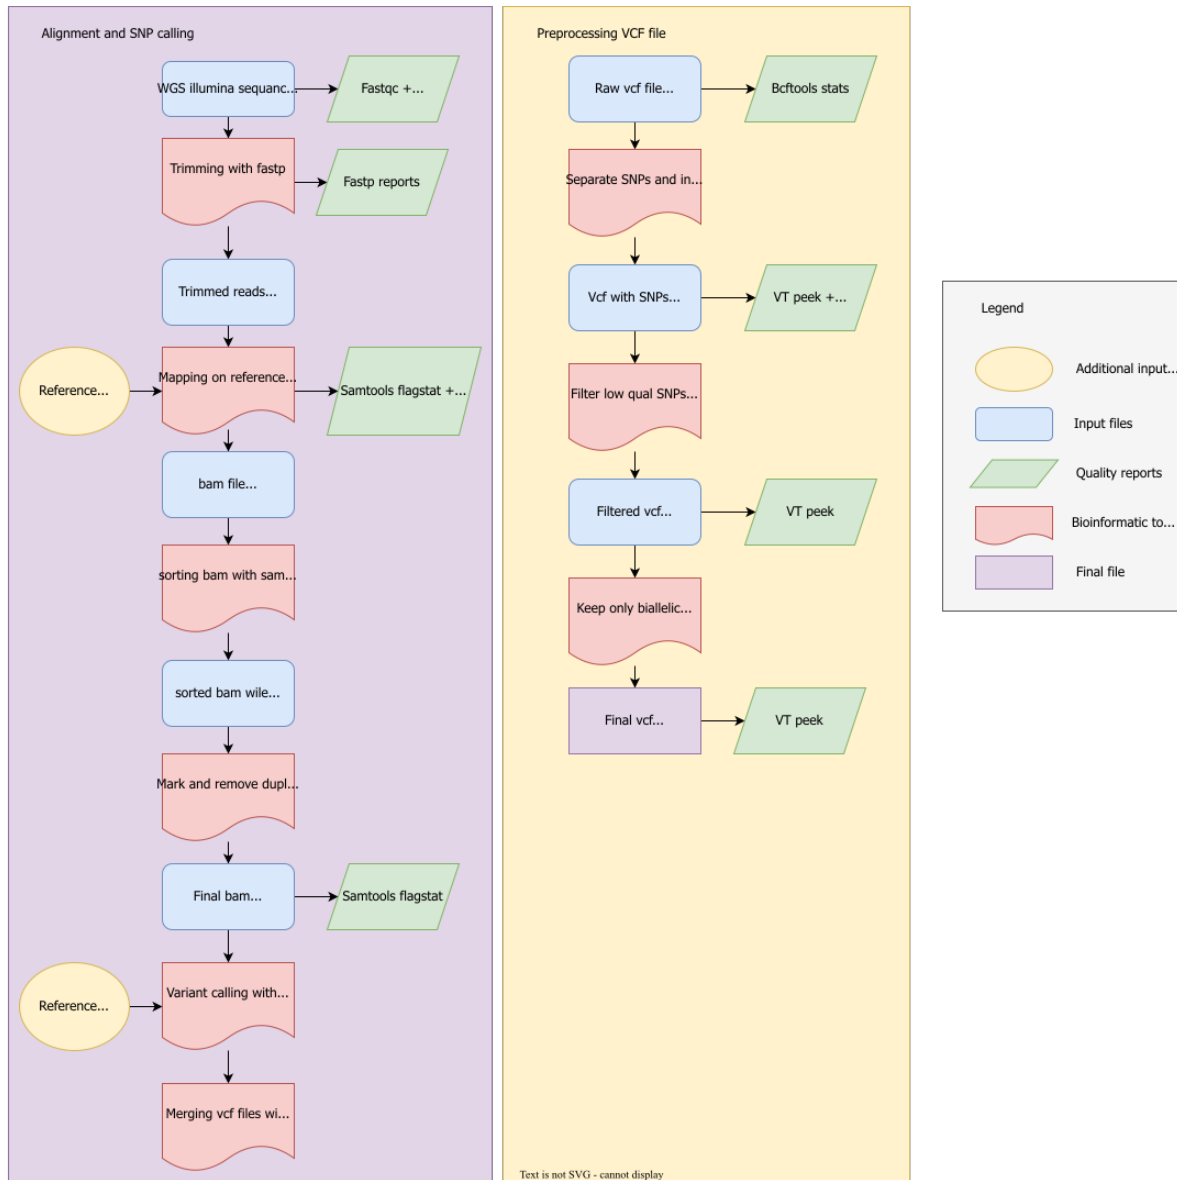 Alignment and SNP calling
WGS illumina sequanc...
Fastqc +...
Trimming with fastp
Fastp reports
Trimmed reads...
Reference...
Mapping on reference...
Samtools flagstat +...
bam file...
sorting bam with sam...
sorted bam wile...
Mark and remove dupl...
Final bam...
Samtools flagstat
Reference...
Variant calling with...
Merging vcf files wi...
Preprocessing VCF file
Raw vcf file...
Bcftools stats
Separate SNPs and in...
Vcf with SNPs...
VT peek +...
Filter low qual SNPs...
Filtered vcf...
VT peek
Keep only biallelic...
Final vcf...
VT peek
Text is not SVG - cannot display
Legend
Additional input...
Input files
Quality reports
Bioinformatic to...
Final file